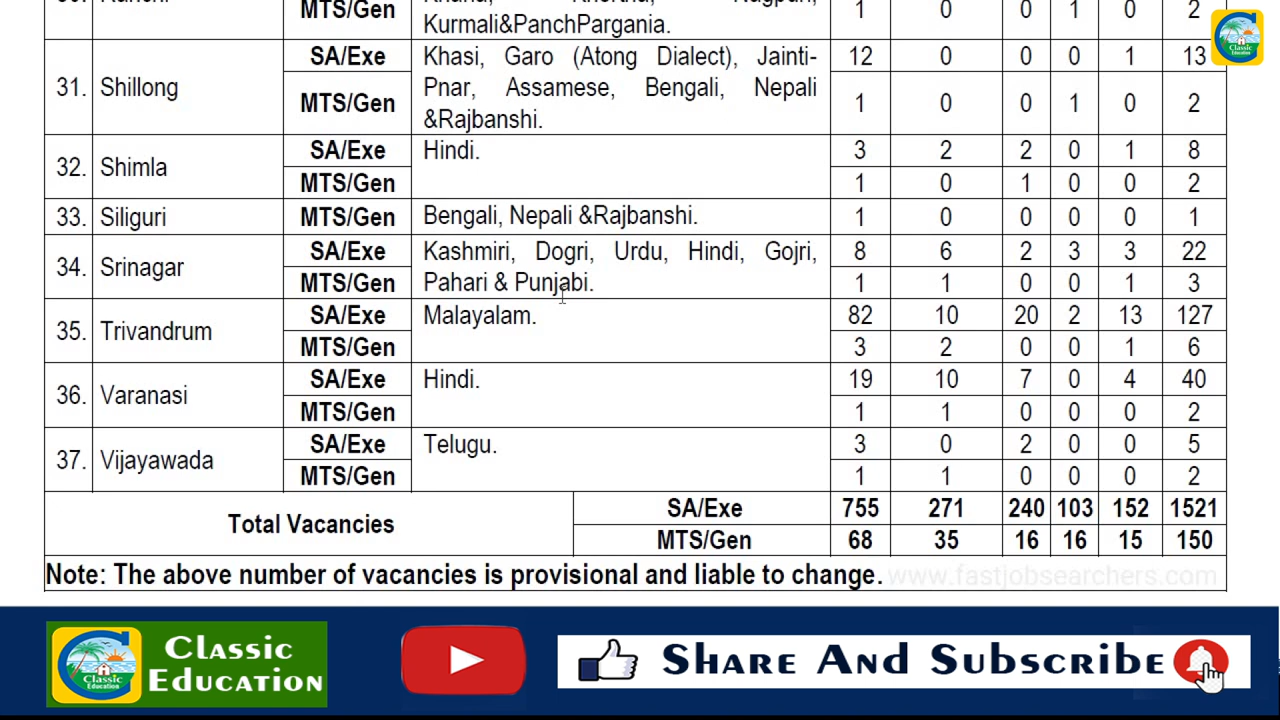 30. Ranchi MTS/Gen Kurmali&PanchPargania. 1 0 0 1 0 2
31. Shillong SA/Exe Khasi, Garo (Atong Dialect), Jainti- 12 0 0 0 1 13
Pnar, Assamese, Bengali, Nepali
MTS/Gen &Rajbanshi. 1 0 0 1 0 2
32. Shimla SA/Exe Hindi. 3 2 2 0 1 8
MTS/Gen 1 0 1 0 0 2
33. Siliguri MTS/Gen Bengali, Nepali &Rajbanshi. 1 0 0 0 0 1
34. Srinagar SA/Exe Kashmiri, Dogri, Urdu, Hindi, Gojri, 8 6 2 3 3 22
MTS/Gen Pahari & Punjabi. 1 1 0 0 1 3
35. Trivandrum SA/Exe Malayalam. 82 10 20 2 13 127
MTS/Gen 3 2 0 0 1 6
36. Varanasi SA/Exe Hindi. 19 10 7 0 4 40
MTS/Gen 1 1 0 0 0 2
37. Vijayawada SA/Exe Telugu. 3 0 2 0 0 5
MTS/Gen 1 1 0 0 0 2
Total Vacancies SA/Exe 755 271 240 103 152 1521
MTS/Gen 68 35 16 16 15 150
Note: The above number of vacancies is provisional and liable to change. www.fastjobsearchers.com
Classic Education
Classic Education
Classic
Education
Share And Subscribe